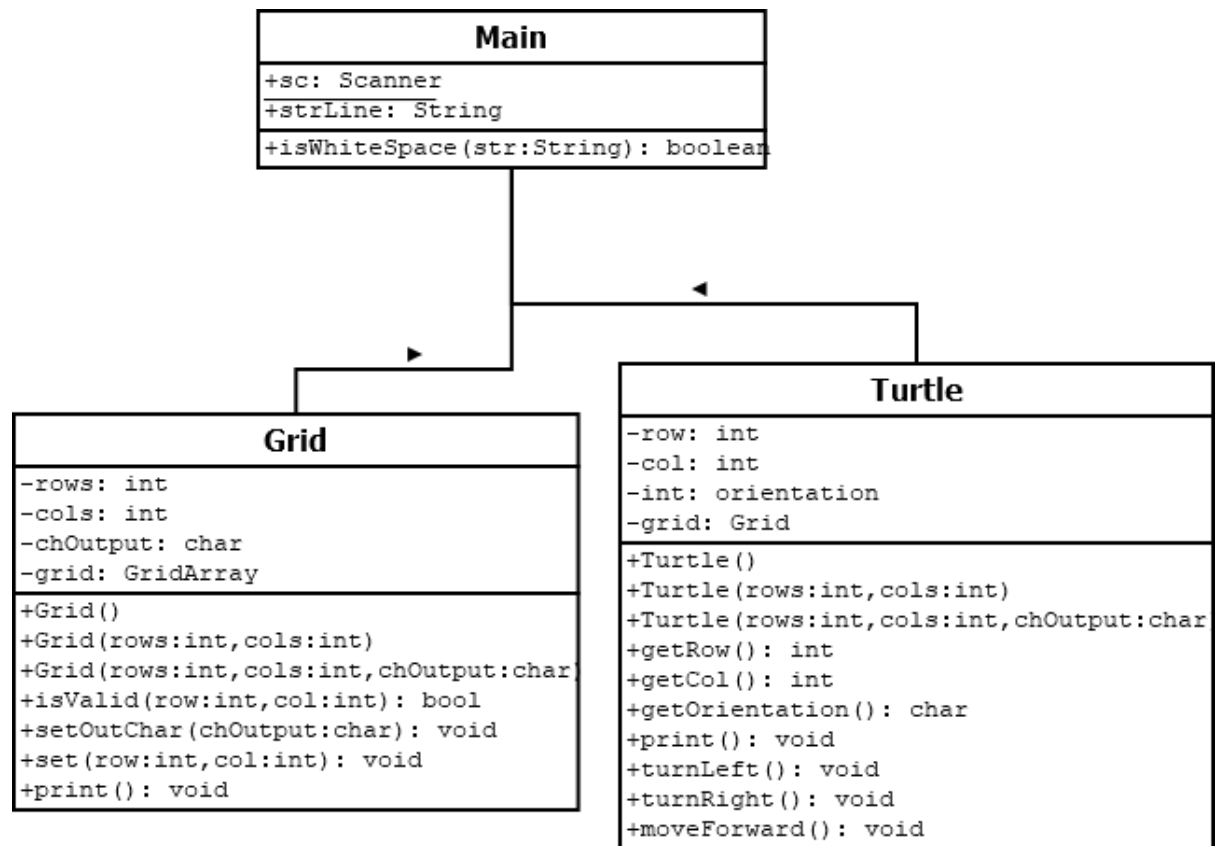 Main
+sc: Scanner
+strLine: String
+isWhiteSpace(str:String): boolean
Grid
-rows: int
-cols: int
-chOutput: char
-grid: GridArray
+Grid()
+Grid(rows:int,cols:int)
+Grid(rows:int,cols:int,chOutput:char)
+isValid(row:int,col:int): bool
+setOutChar(chOutput:char): void
+set(row:int,col:int): void
+print(): void
Turtle
-row: int
-col: int
-int: orientation
-grid: Grid
+Turtle()
+Turtle(rows:int,cols:int)
+Turtle(rows:int,cols:int,chOutput:char
+getRow(): int
+getCol(): int
+getOrientation(): char
+print(): void
+turnLeft(): void
+turnRight(): void
+moveForward(): void